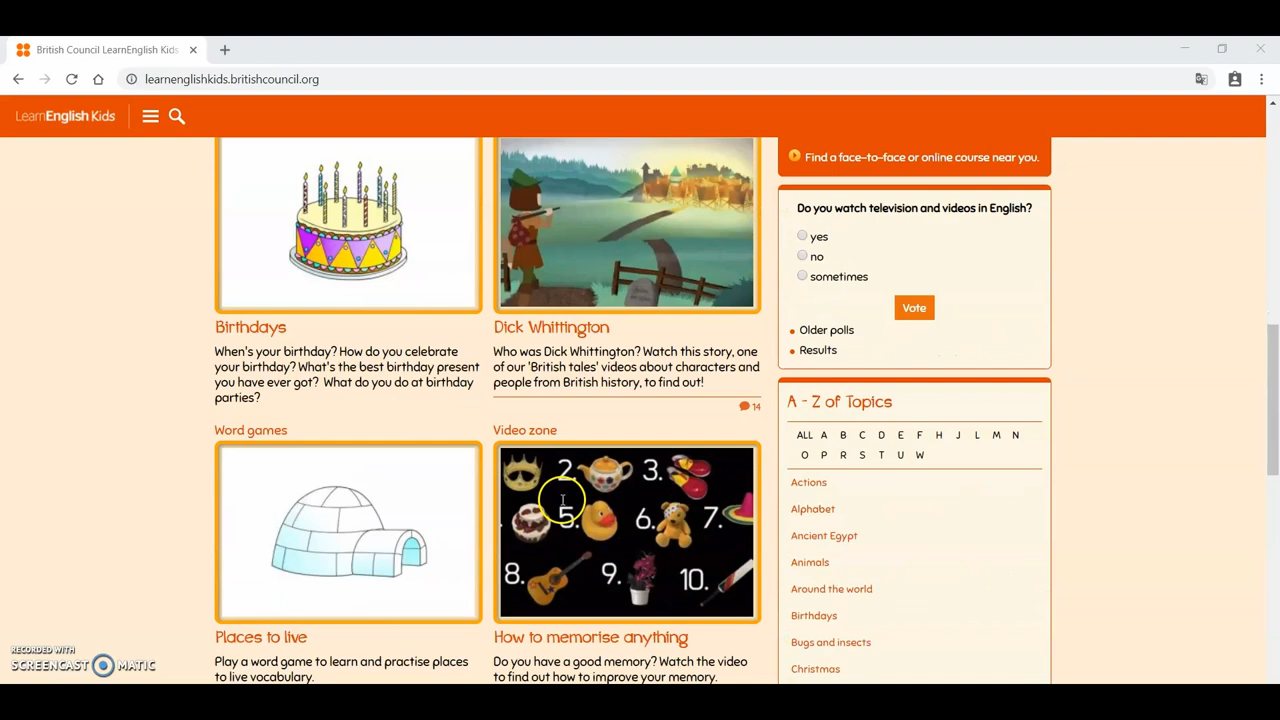 British Council LearnEnglish Kids
learnenglishkids.britishcouncil.org
LearnEnglish Kids
Birthdays
When's your birthday? How do you celebrate
your birthday? What's the best birthday present
you have ever got? What do you do at birthday
parties?
Dick Whittington
Who was Dick Whittington? Watch this story, one
of our 'British tales' videos about characters and
people from British history, to find out!
14
Word games
Places to live
Play a word game to learn and practise places
to live vocabulary.
Video zone
2.
3.
5.
6.
7.
8.
9.
10.
How to memorise anything
Do you have a good memory? Watch the video
to find out how to improve your memory.
Find a face-to-face or online course near you.
Do you watch television and videos in English?
yes
no
sometimes
Vote
Older polls
Results
A - Z of Topics
ALL A B C D E F H J L M N
O P R S T U W
Actions
Alphabet
Ancient Egypt
Animals
Around the world
Birthdays
Bugs and insects
Christmas
RECORDED WITH
SCREENCAST MATIC